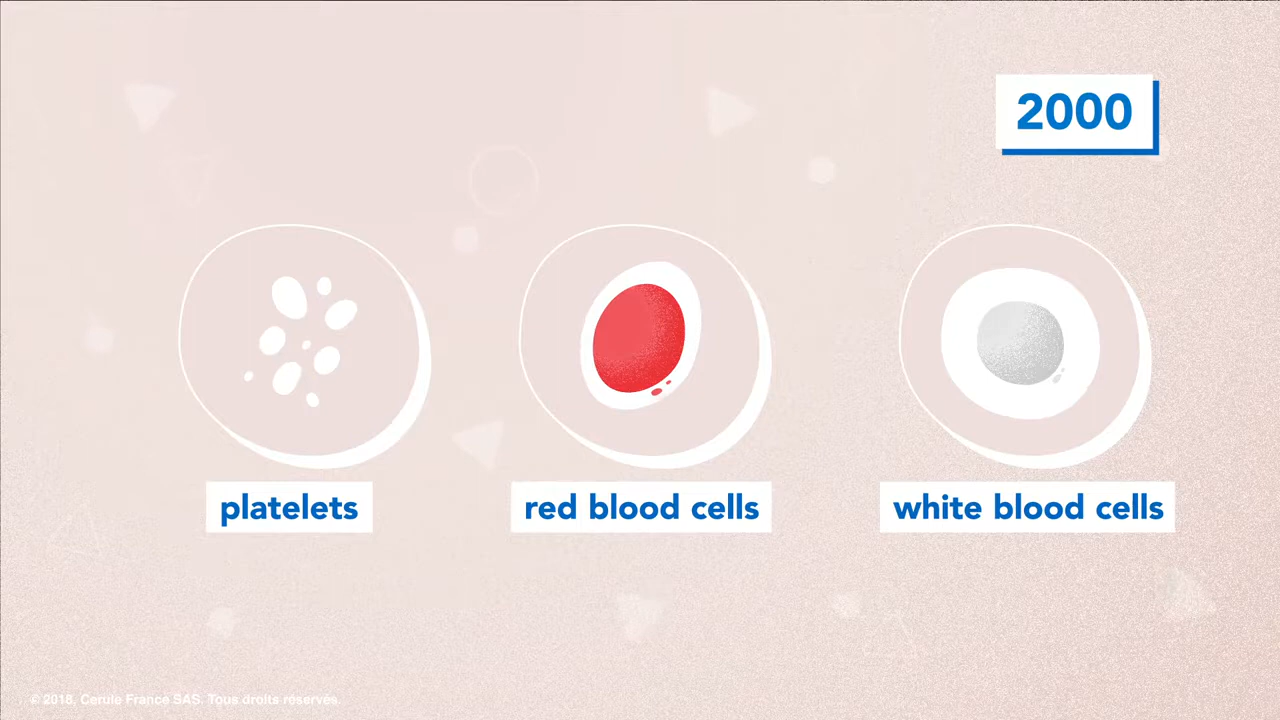 2000
platelets
red blood cells
white blood cells
© 2018, Cerule France SAS. Tous droits réservés.